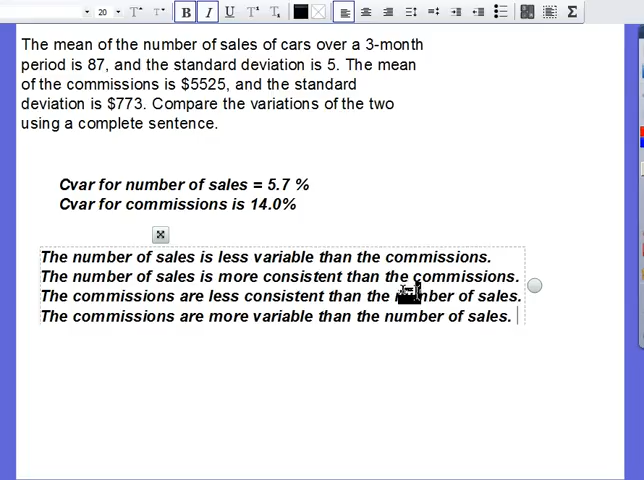 20
The mean of the number of sales of cars over a 3-month
period is 87, and the standard deviation is 5. The mean
of the commissions is $5525, and the standard
deviation is $773. Compare the variations of the two
using a complete sentence.
Cvar for number of sales = 5.7 %
Cvar for commissions is 14.0%
The number of sales is less variable than the commissions.
The number of sales is more consistent than the commissions.
The commissions are less consistent than the number of sales.
The commissions are more variable than the number of sales.